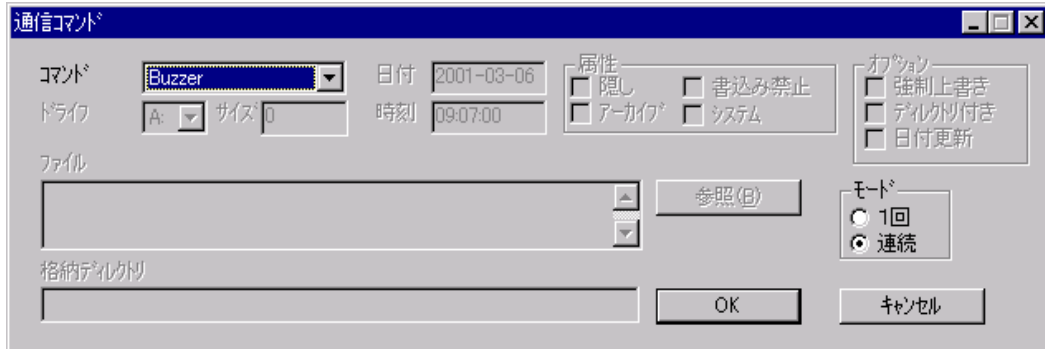 通信ｺﾏﾝﾄﾞ
ｺﾏﾝﾄﾞ Buzzer 日付 2001-03-06 属性 ｵﾌﾟｼｮﾝ
隠し 書込み禁止 強制上書き
ﾄﾞﾗｲﾌ A: ｻｲｽﾞ 0 時刻 09:07:00 ｱｰｶｲﾌﾞ ｼｽﾃﾑ ﾃﾞｨﾚｸﾄﾘ付き
日付更新
ﾌｧｲﾙ
参照(B) ﾓｰﾄﾞ
1回
連続
格納ﾃﾞｨﾚｸﾄﾘ
OK ｷｬﾝｾﾙ